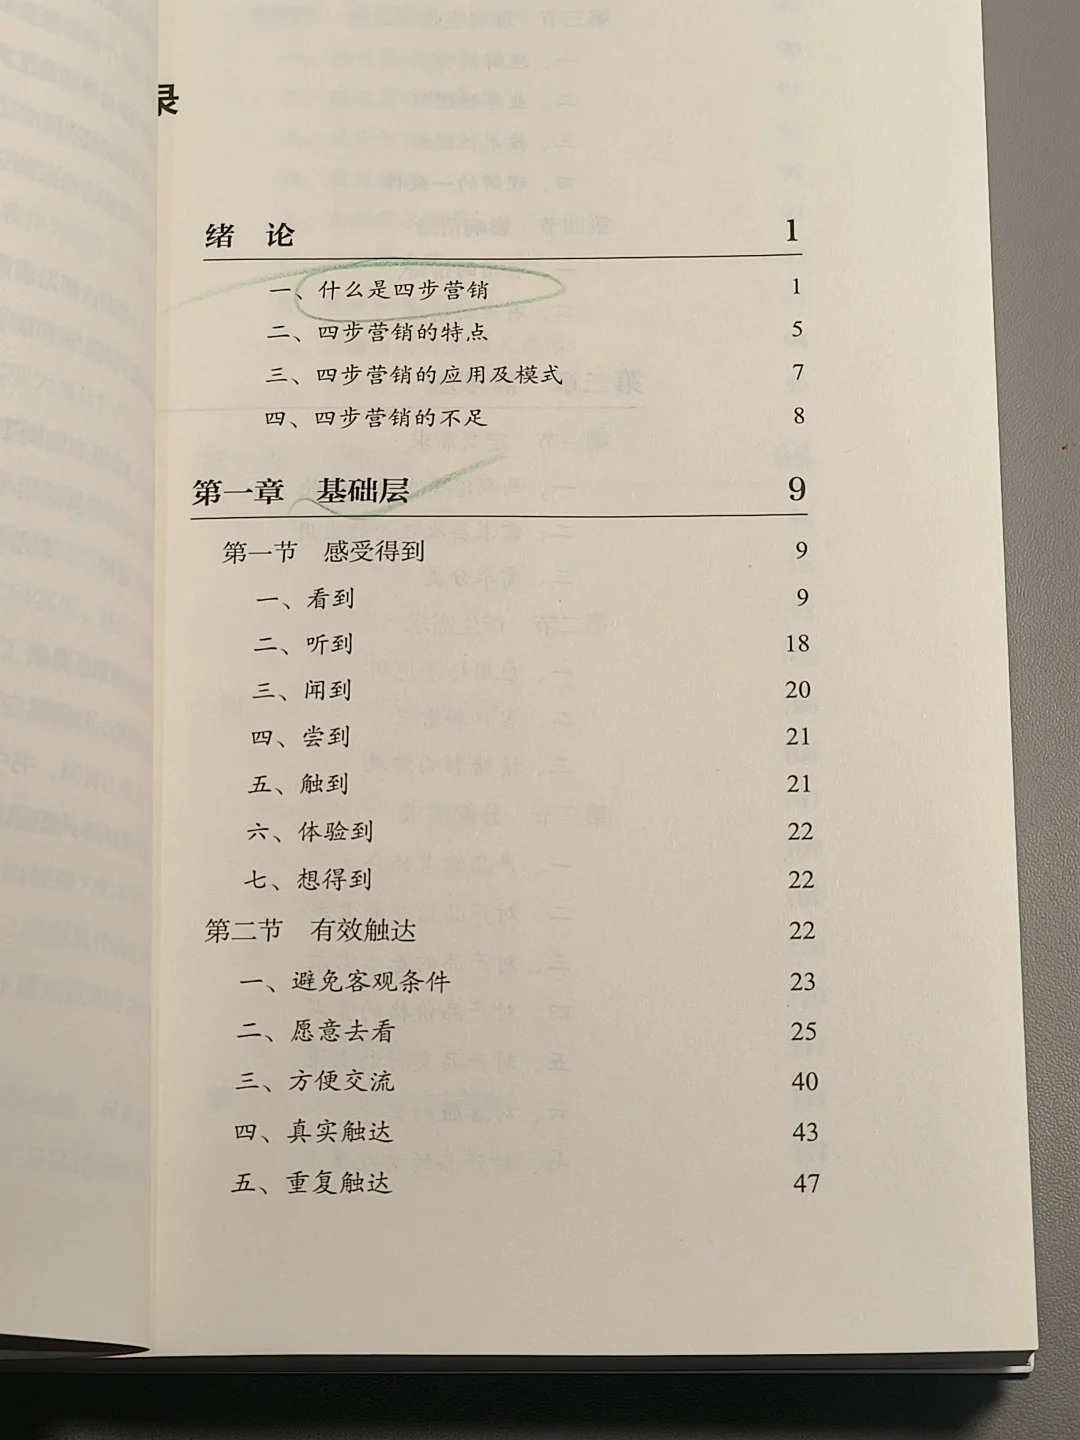 录
绪 论 1
一、什么是四步营销 1
二、四步营销的特点 5
三、四步营销的应用及模式 7
四、四步营销的不足 8
第一章 基础层 9
第一节 感受得到 9
一、看到 9
二、听到 18
三、闻到 20
四、尝到 21
五、触到 21
六、体验到 22
七、想得到 22
第二节 有效触达 22
一、避免客观条件 23
二、愿意去看 25
三、方便交流 40
四、真实触达 43
五、重复触达 47